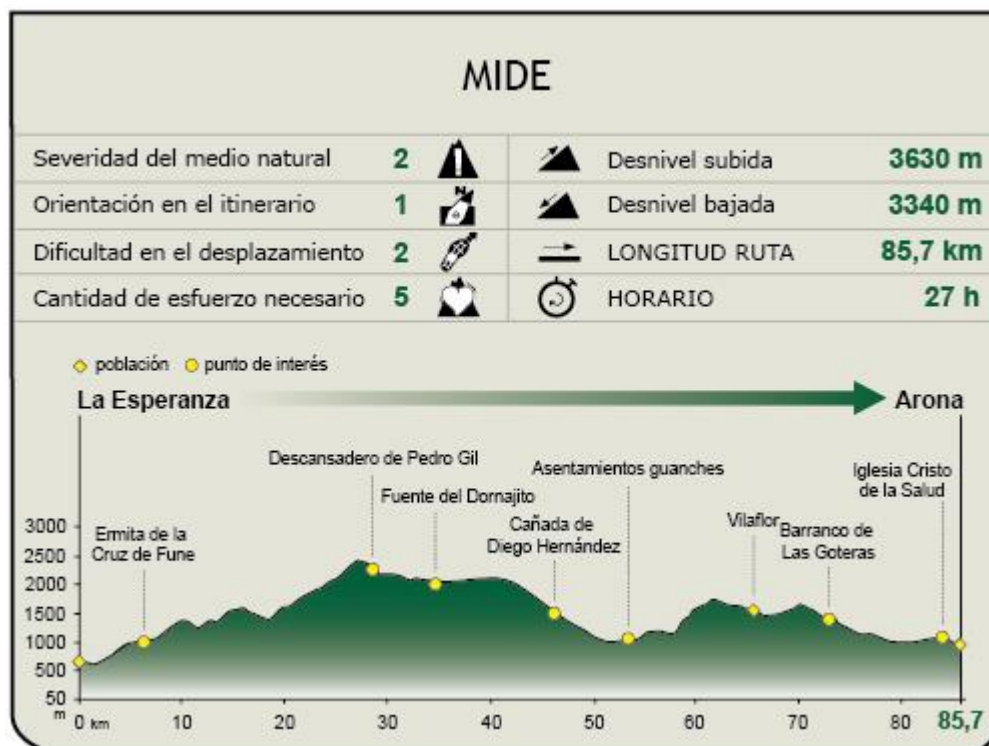 MIDE
Severidad del medio natural 2
Orientación en el itinerario 1
Dificultad en el desplazamiento 2
Cantidad de esfuerzo necesario 5
Desnivel subida 3630 m
Desnivel bajada 3340 m
LONGITUD RUTA 85,7 km
HORARIO 27 h
N
población punto de interés
La Esperanza
Arona
Descansadero de Pedro Gil
Asentamientos guanches
Iglesia Cristo
de la Salud
Fuente del Dornajito
Ermita de la
Cruz de Fune
Cañada de
Diego Hernández
Vilaflor
Barranco de
Las Goteras
3000
2500
2000
1500
1000
500
50
m
0 km 10 20 30 40 50 60 70 80 85,7